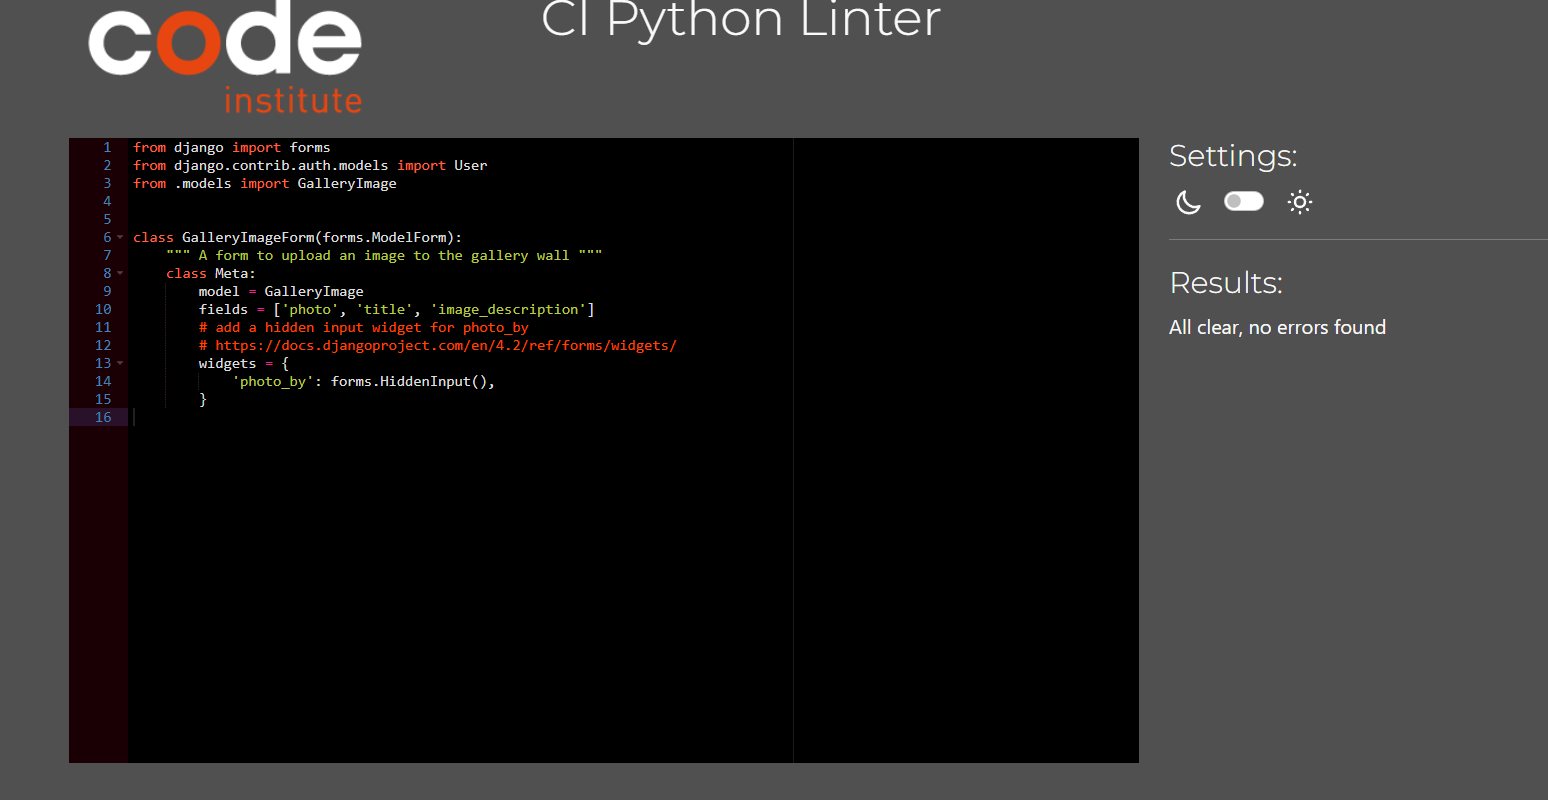 code
institute
CI Python Linter
1 from django import forms
2 from django.contrib.auth.models import User
3 from .models import GalleryImage
4
5
6 class GalleryImageForm(forms.ModelForm):
7     """ A form to upload an image to the gallery wall """
8     class Meta:
9         model = GalleryImage
10         fields = ['photo', 'title', 'image_description']
11         # add a hidden input widget for photo_by
12         # https://docs.djangoproject.com/en/4.2/ref/forms/widgets/
13         widgets = {
14             'photo_by': forms.HiddenInput(),
15         }
16
Settings:
Results:
All clear, no errors found